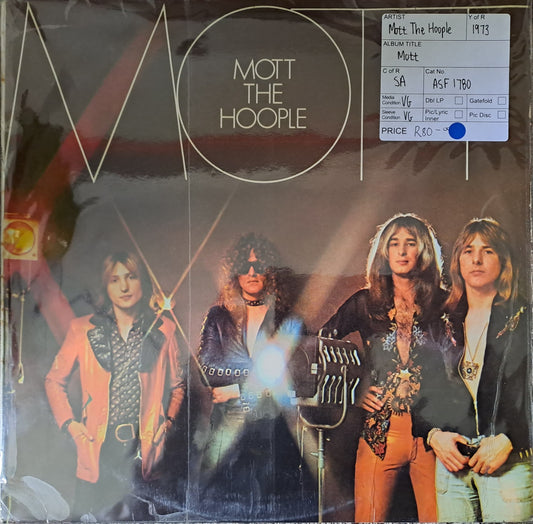 MOTT
MOTT
THE
HOOPLE
ARTIST
Mott The Hoople
Y of R
1973
ALBUM TITLE
Mott
C of R
SA
Cat No.
ASF 1780
Media
Condition VG
Dbl LP
Gatefold
Sleeve
Condition VG
Pic/Lyric
Inner
Pic Disc
PRICE R80-